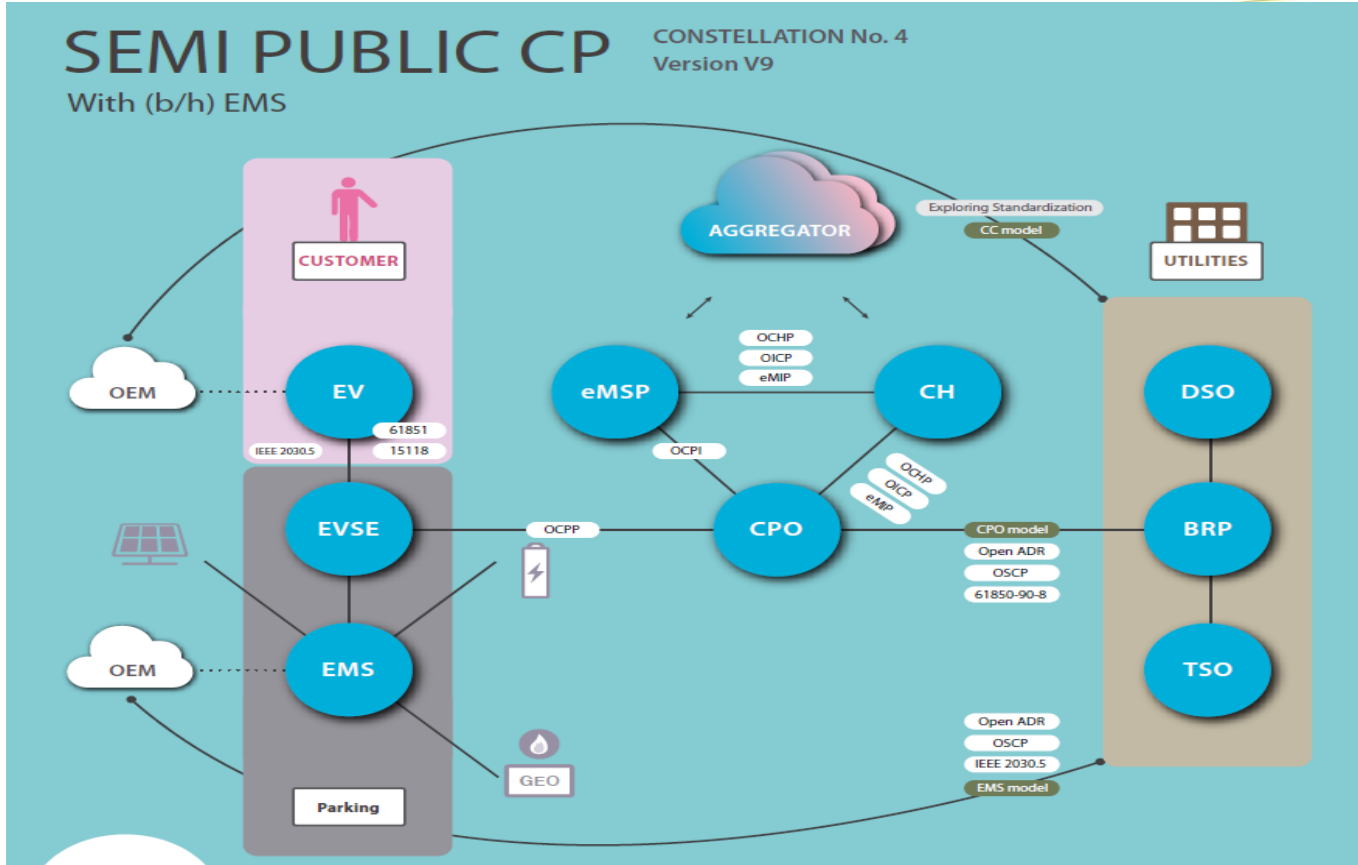 SEMI PUBLIC CP
CONSTELLATION No. 4
Version V9
With (b/h) EMS
CUSTOMER
AGGREGATOR
Exploring Standardization
CC model
UTILITIES
OEM
EV
61851
15118
IEEE 2030.5
eMSP
OCHP
OICP
eMIP
CH
DSO
OCPI
OCHP
OICP
eMIP
EVSE
OCPP
CPO
CPO model
Open ADR
OSCP
61850-90-8
BRP
OEM
EMS
TSO
GEO
Open ADR
OSCP
IEEE 2030.5
EMS model
Parking